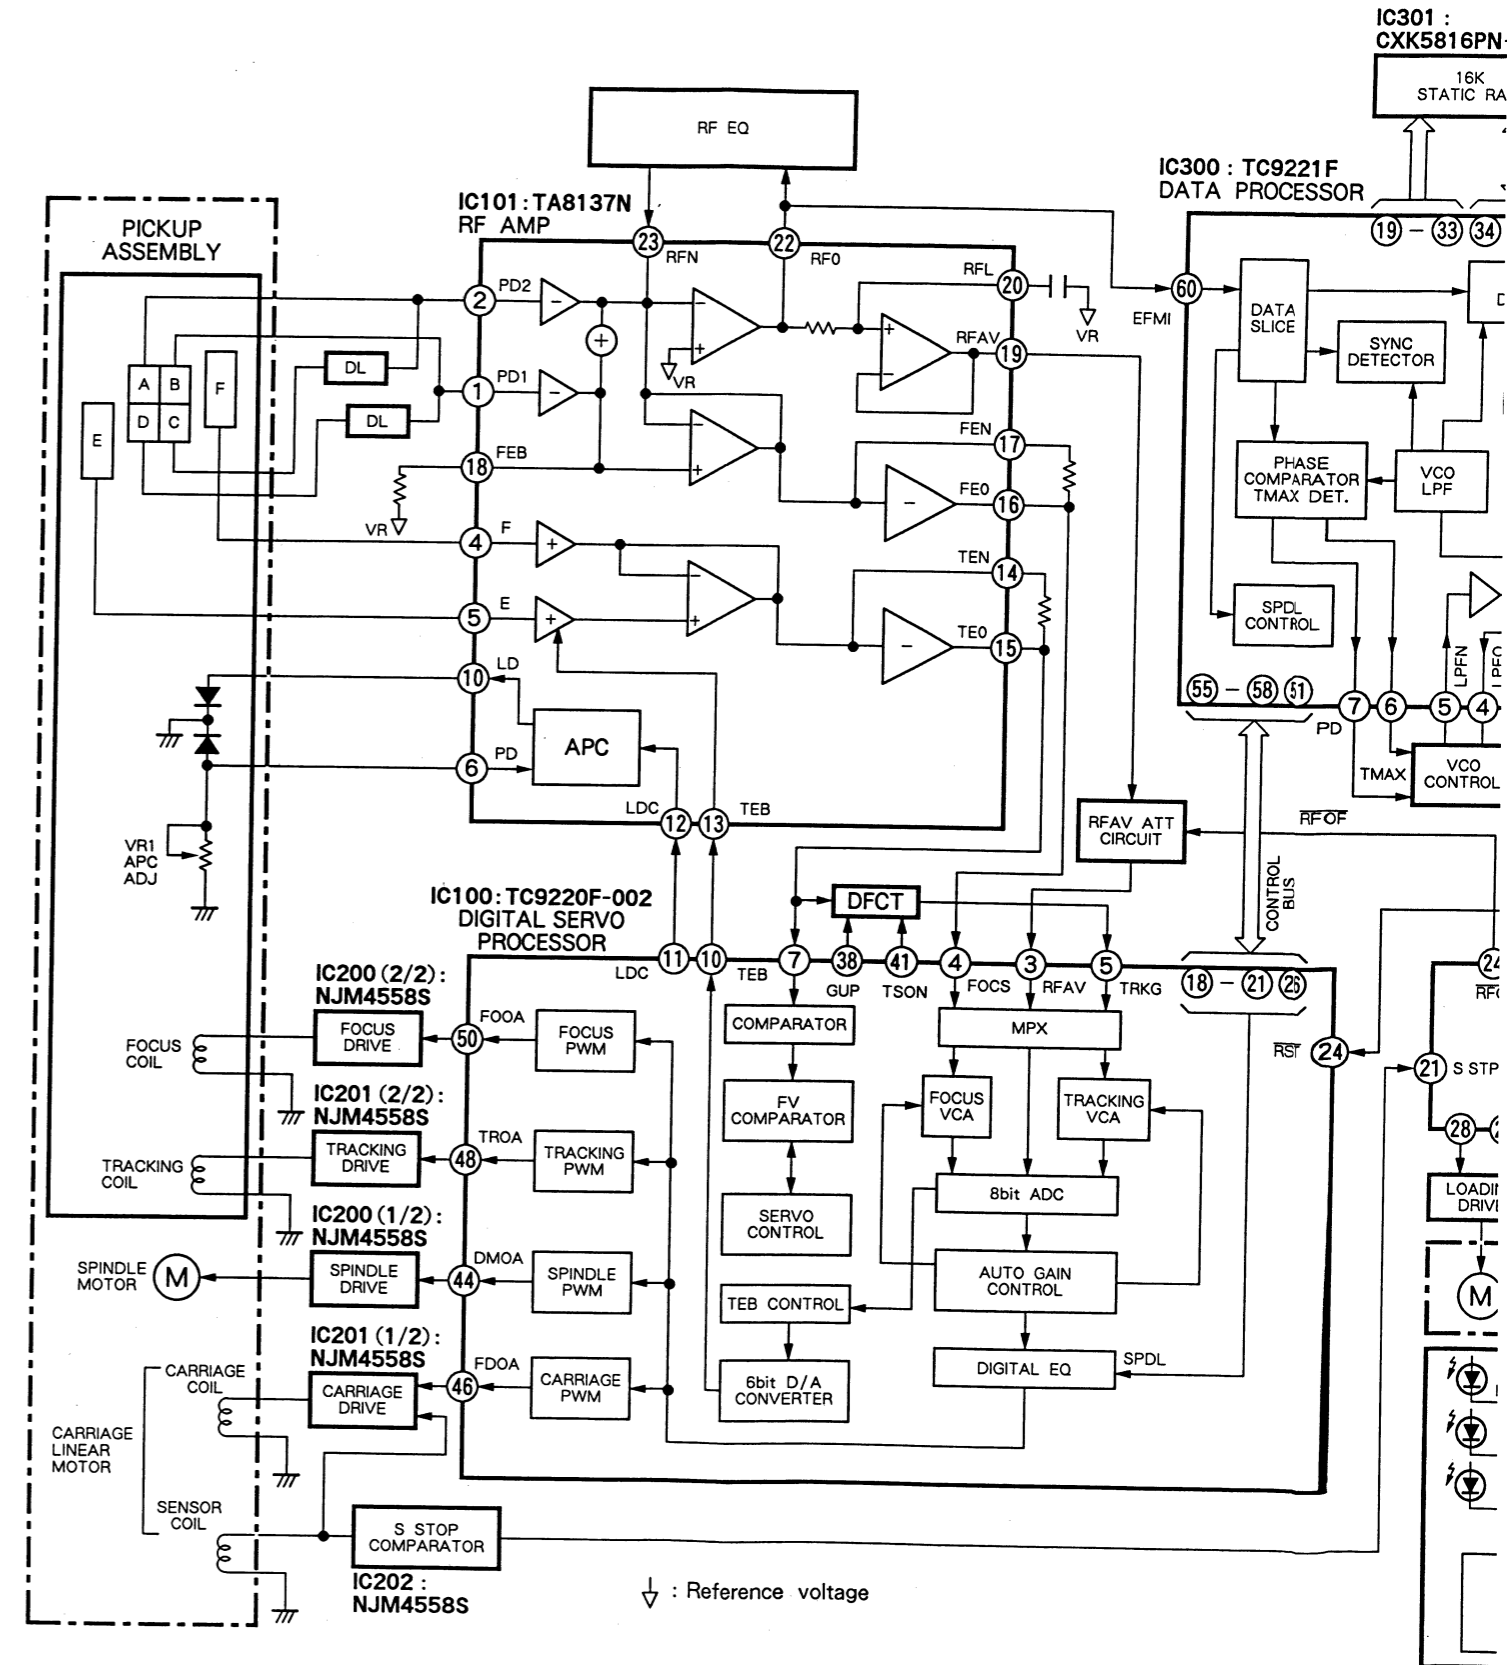 IC301 :
CXK5816PN-
16K
STATIC RA
RF EQ
IC300 : TC9221F
DATA PROCESSOR
IC101 : TA8137N
RF AMP
PICKUP
ASSEMBLY
23
RFN
22
RF0
19 – 33 34
2
PD2
RFL
20
VR
60
EFMI
DATA
SLICE
SYNC
DETECTOR
RFAV
19
VR
A B
D C
F
E
DL
DL
1
PD1
18
FEB
VR
FEN
17
FE0
16
PHASE
COMPARATOR
TMAX DET.
VCO
LPF
4
F
5
E
TEN
14
TE0
15
SPDL
CONTROL
LPFN
LPFO
10
LD
APC
6
PD
55 – 58 51
PD
7
6
5
4
TMAX
VCO
CONTROL
LDC
12
13
TEB
RFAV ATT
CIRCUIT
RFOF
CONTROL
BUS
VR1
APC
ADJ
IC100 : TC9220F-002
DIGITAL SERVO
PROCESSOR
DFCT
LDC
11
10
TEB
7
38
GUP
41
TSON
4
FOCS
3
RFAV
5
TRKG
18 – 21 26
24
RST
24
21
S STP
28
IC200 (2/2) :
NJM4558S
FOCUS
DRIVE
FOCUS
COIL
FOOA
50
FOCUS
PWM
COMPARATOR
MPX
FV
COMPARATOR
FOCUS
VCA
TRACKING
VCA
IC201 (2/2) :
NJM4558S
TRACKING
DRIVE
TRACKING
COIL
TROA
48
TRACKING
PWM
8bit ADC
SERVO
CONTROL
LOADIN
DRIVE
IC200 (1/2) :
NJM4558S
SPINDLE
DRIVE
SPINDLE
MOTOR
M
DMOA
44
SPINDLE
PWM
TEB CONTROL
AUTO GAIN
CONTROL
M
IC201 (1/2) :
NJM4558S
CARRIAGE
DRIVE
CARRIAGE
COIL
FDOA
46
CARRIAGE
PWM
6bit D/A
CONVERTER
DIGITAL EQ
SPDL
CARRIAGE
LINEAR
MOTOR
SENSOR
COIL
S STOP
COMPARATOR
IC202 :
NJM4558S
: Reference voltage